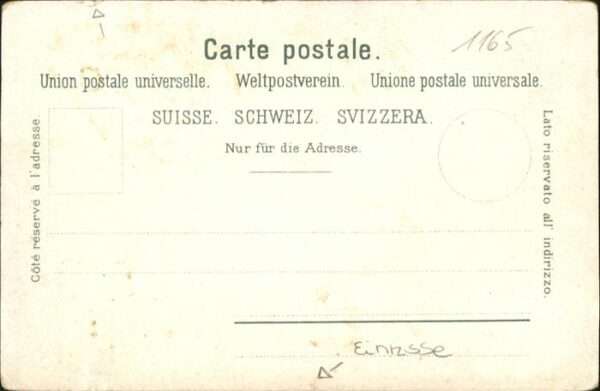 1165
Carte postale.
Union postale universelle. Weltpostverein. Unione postale universale.
SUISSE. SCHWEIZ. SVIZZERA.
Nur für die Adresse.
Côté réservé à l'adresse
Lato riservato all' indirizzo.
Einrisse